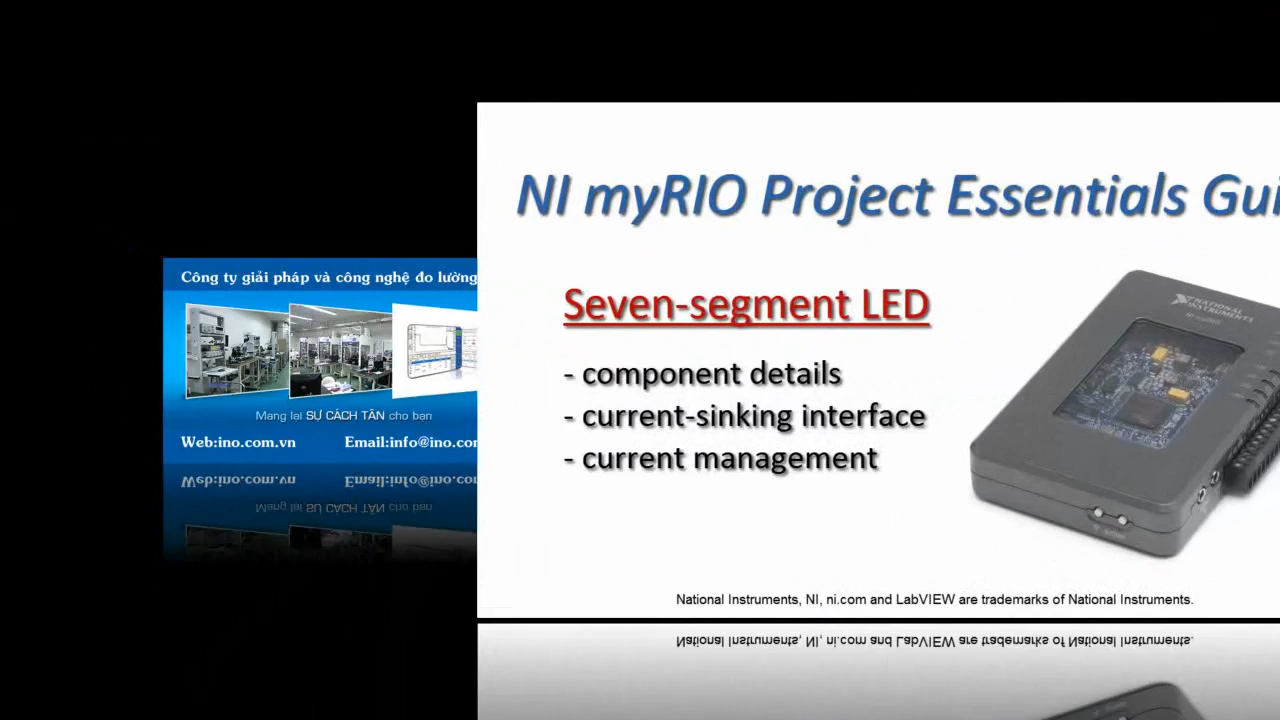 Công ty giải pháp và công nghệ đo lường
Mang lại SỰ CÁCH TÂN cho bạn
Web:ino.com.vn
Email:info@ino.com
NI myRIO Project Essentials Gui
Seven-segment LED
- component details
- current-sinking interface
- current management
NATIONAL
INSTRUMENTS
National Instruments, NI, ni.com and LabVIEW are trademarks of National Instruments.